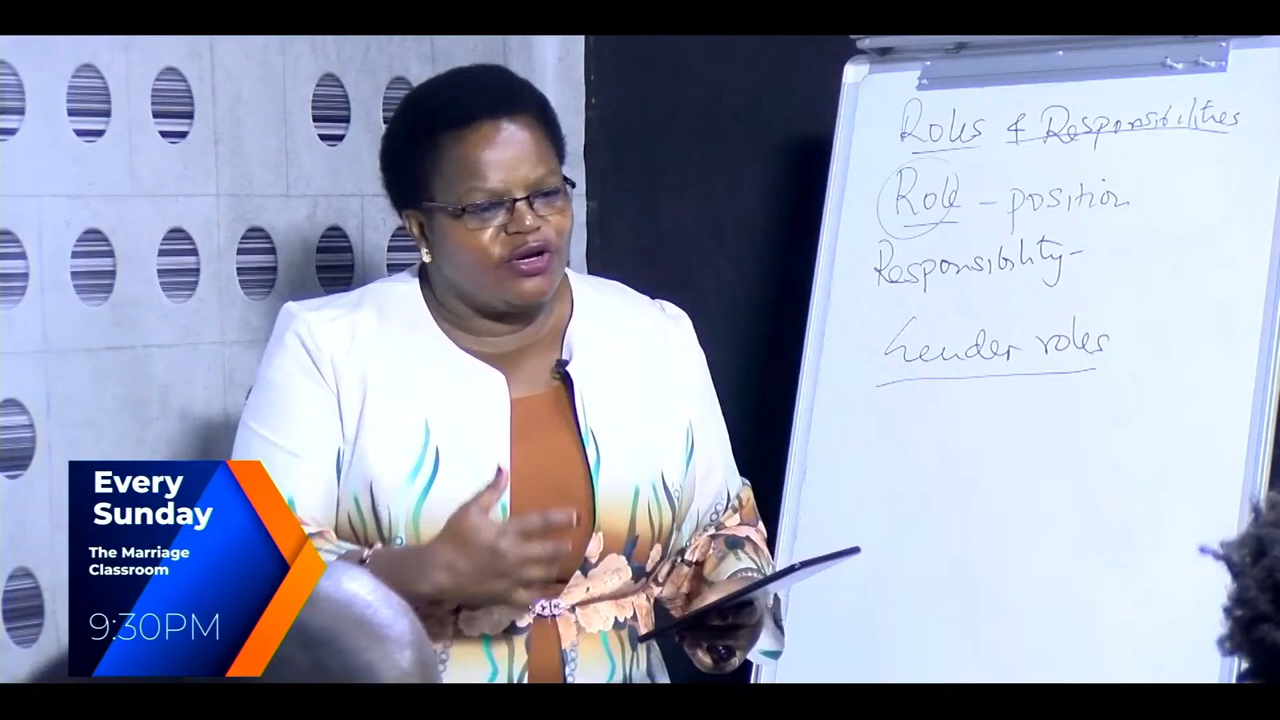 Roles & Responsibilities
Role - position
Responsibility-
Gender roles
Every
Sunday
The Marriage
Classroom
9:30PM